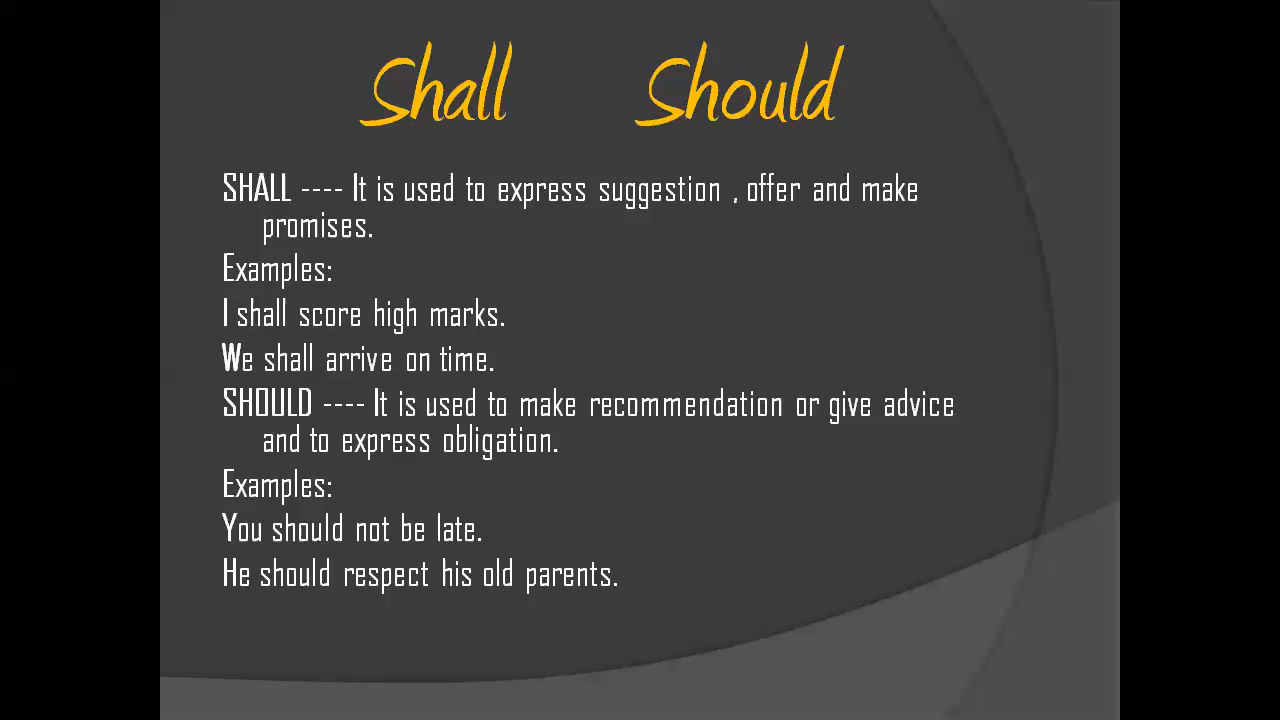 Shall Should
SHALL ---- It is used to express suggestion , offer and make
promises.
Examples:
I shall score high marks.
We shall arrive on time.
SHOULD ---- It is used to make recommendation or give advice
and to express obligation.
Examples:
You should not be late.
He should respect his old parents.